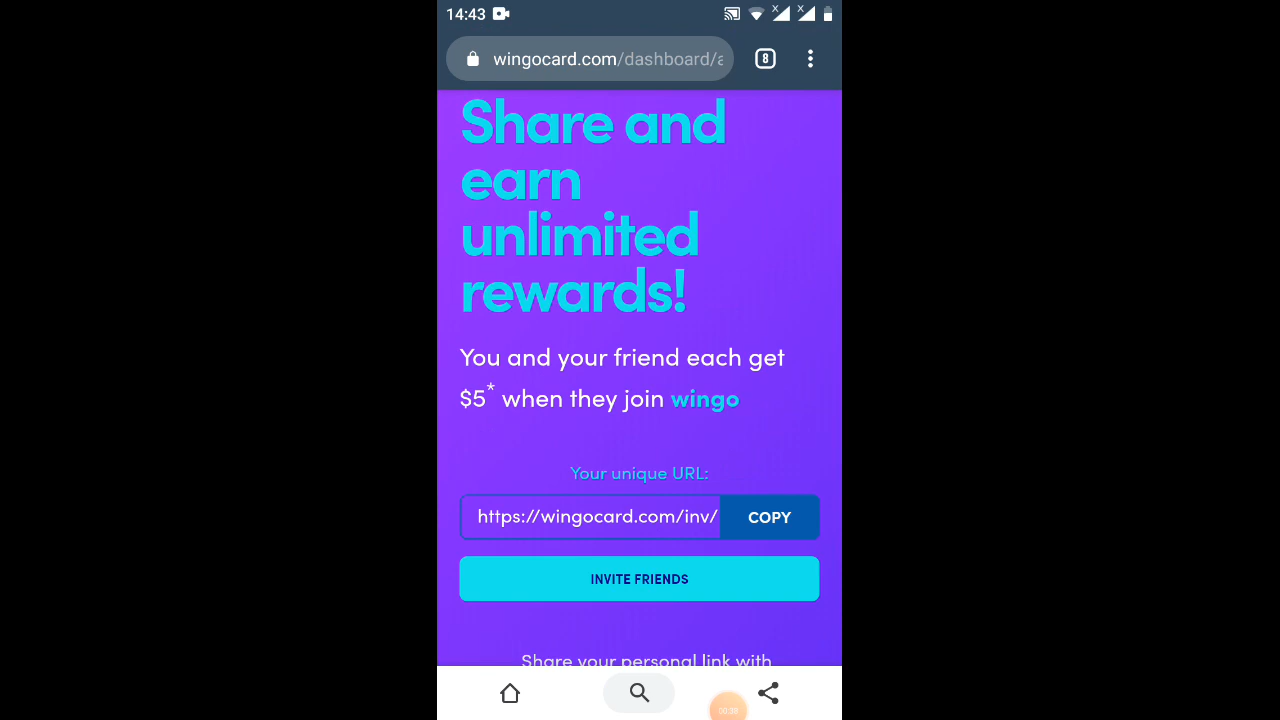 14:43
wingocard.com/dashboard/a
8
Share and
earn
unlimited
rewards!
You and your friend each get
$5* when they join wingo
Your unique URL:
https://wingocard.com/inv/
COPY
INVITE FRIENDS
Share your personal link with